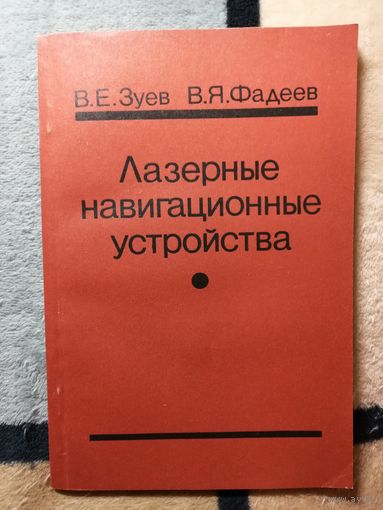 В.Е.Зуев В.Я.Фадеев
Лазерные
навигационные
устройства